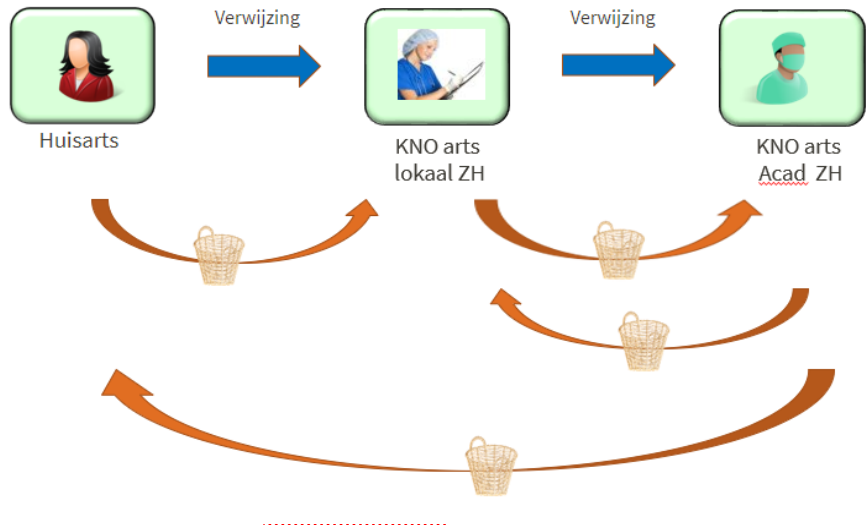 Verwijzing
Verwijzing
Huisarts
KNO arts
lokaal ZH
KNO arts
Acad ZH